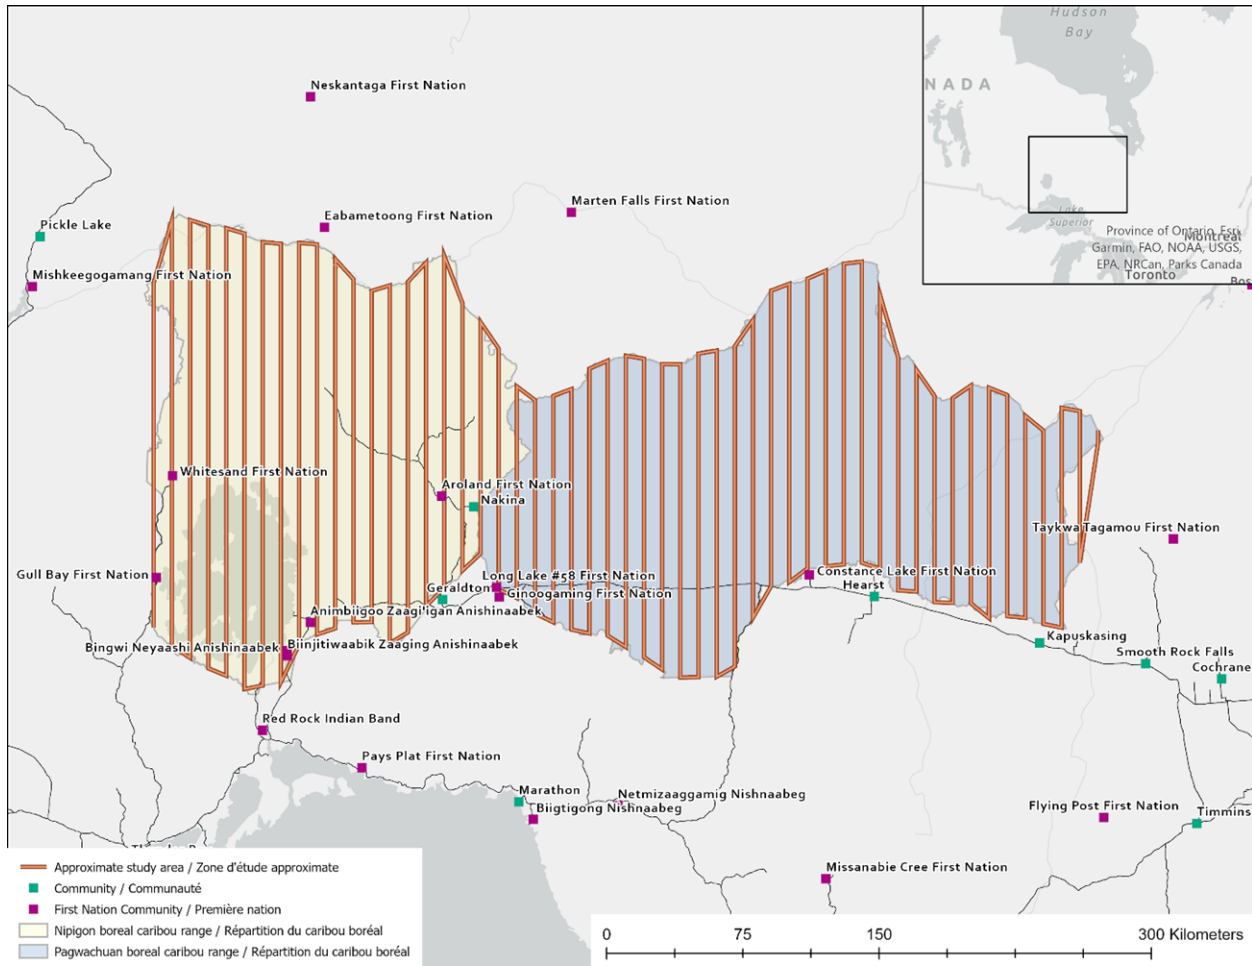 Hudson
Bay
NADA
Lake
Superior
Province of Ontario, Esri,
Montréal
Garmin, FAO, NOAA, USGS,
EPA, NRCan, Parks Canada
Toronto
Bos
Neskantaga First Nation
Marten Falls First Nation
Eabametoong First Nation
Pickle Lake
Mishkeegogamang First Nation
Whitesand First Nation
Aroland First Nation
Nakina
Taykwa Tagamou First Nation
Gull Bay First Nation
Long Lake #58 First Nation
Constance Lake First Nation
Geraldton
Ginoogaming First Nation
Hearst
Animbiigoo Zaagi'igan Anishinaabek
Bingwi Neyaashi Anishinaabek
Biinjitiwaabik Zaaging Anishinaabek
Kapuskasing
Smooth Rock Falls
Cochrane
Red Rock Indian Band
Pays Plat First Nation
Marathon
Netmizaaggamig Nishnaabeg
Biigtigong Nishnaabeg
Flying Post First Nation
Timmins
Missanabie Cree First Nation
Approximate study area / Zone d'étude approximate
Community / Communauté
First Nation Community / Première nation
Nipigon boreal caribou range / Répartition du caribou boréal
Pagwachuan boreal caribou range / Répartition du caribou boréal
0 75 150 300 Kilometers